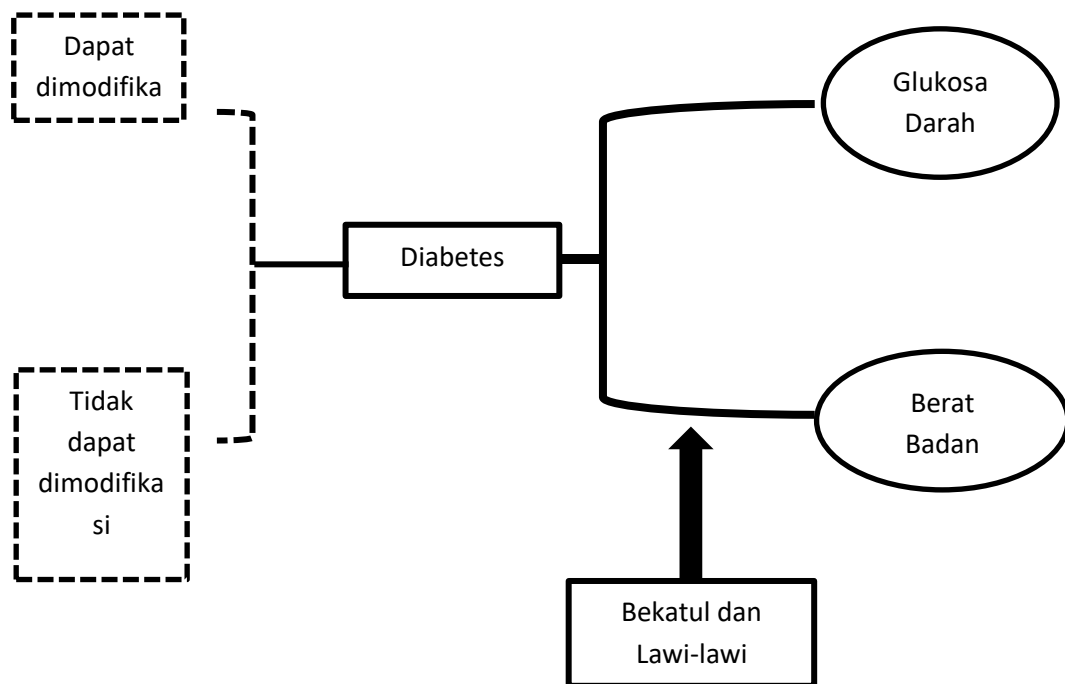 Dapat
dimodifika
Glukosa
Darah
Diabetes
Tidak
dapat
dimodifika
si
Berat
Badan
Bekatul dan
Lawi-lawi